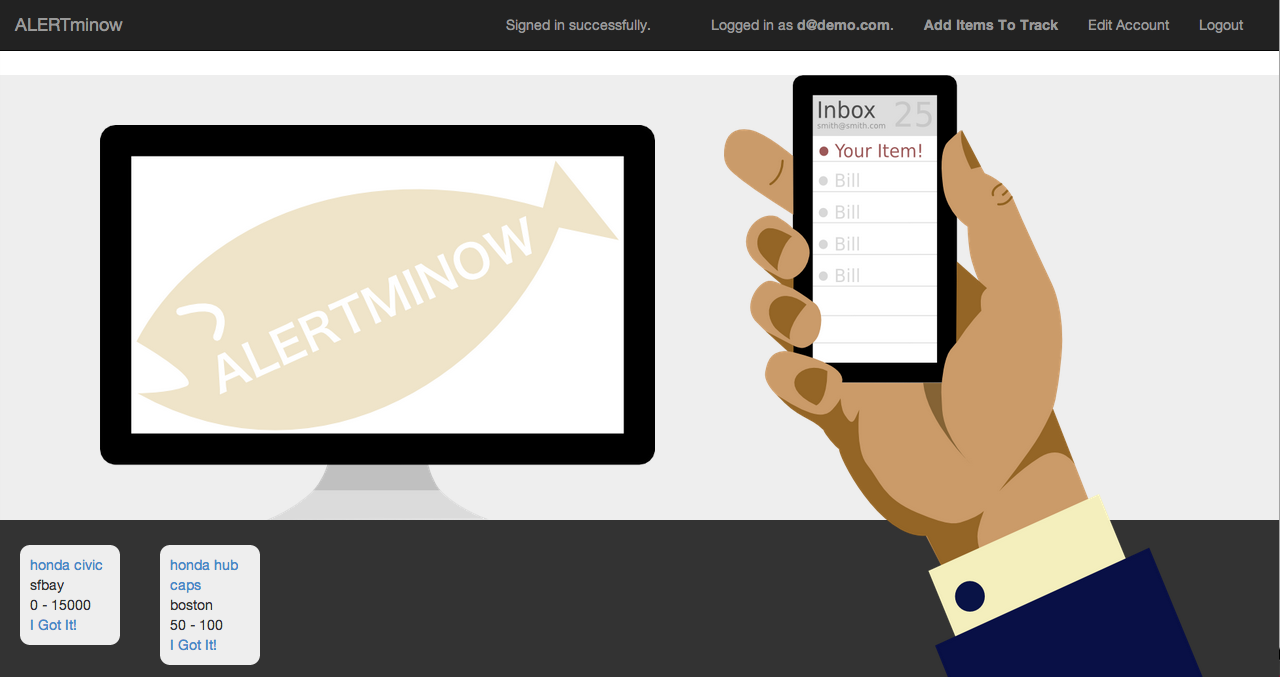 ALERTminow
Signed in successfully.
Logged in as d@demo.com.
Add Items To Track
Edit Account
Logout
ALERTMINOW
Inbox 25
smith@smith.com
Your Item!
Bill
Bill
Bill
Bill
honda civic
sfbay
0 - 15000
I Got It!
honda hub
caps
boston
50 - 100
I Got It!